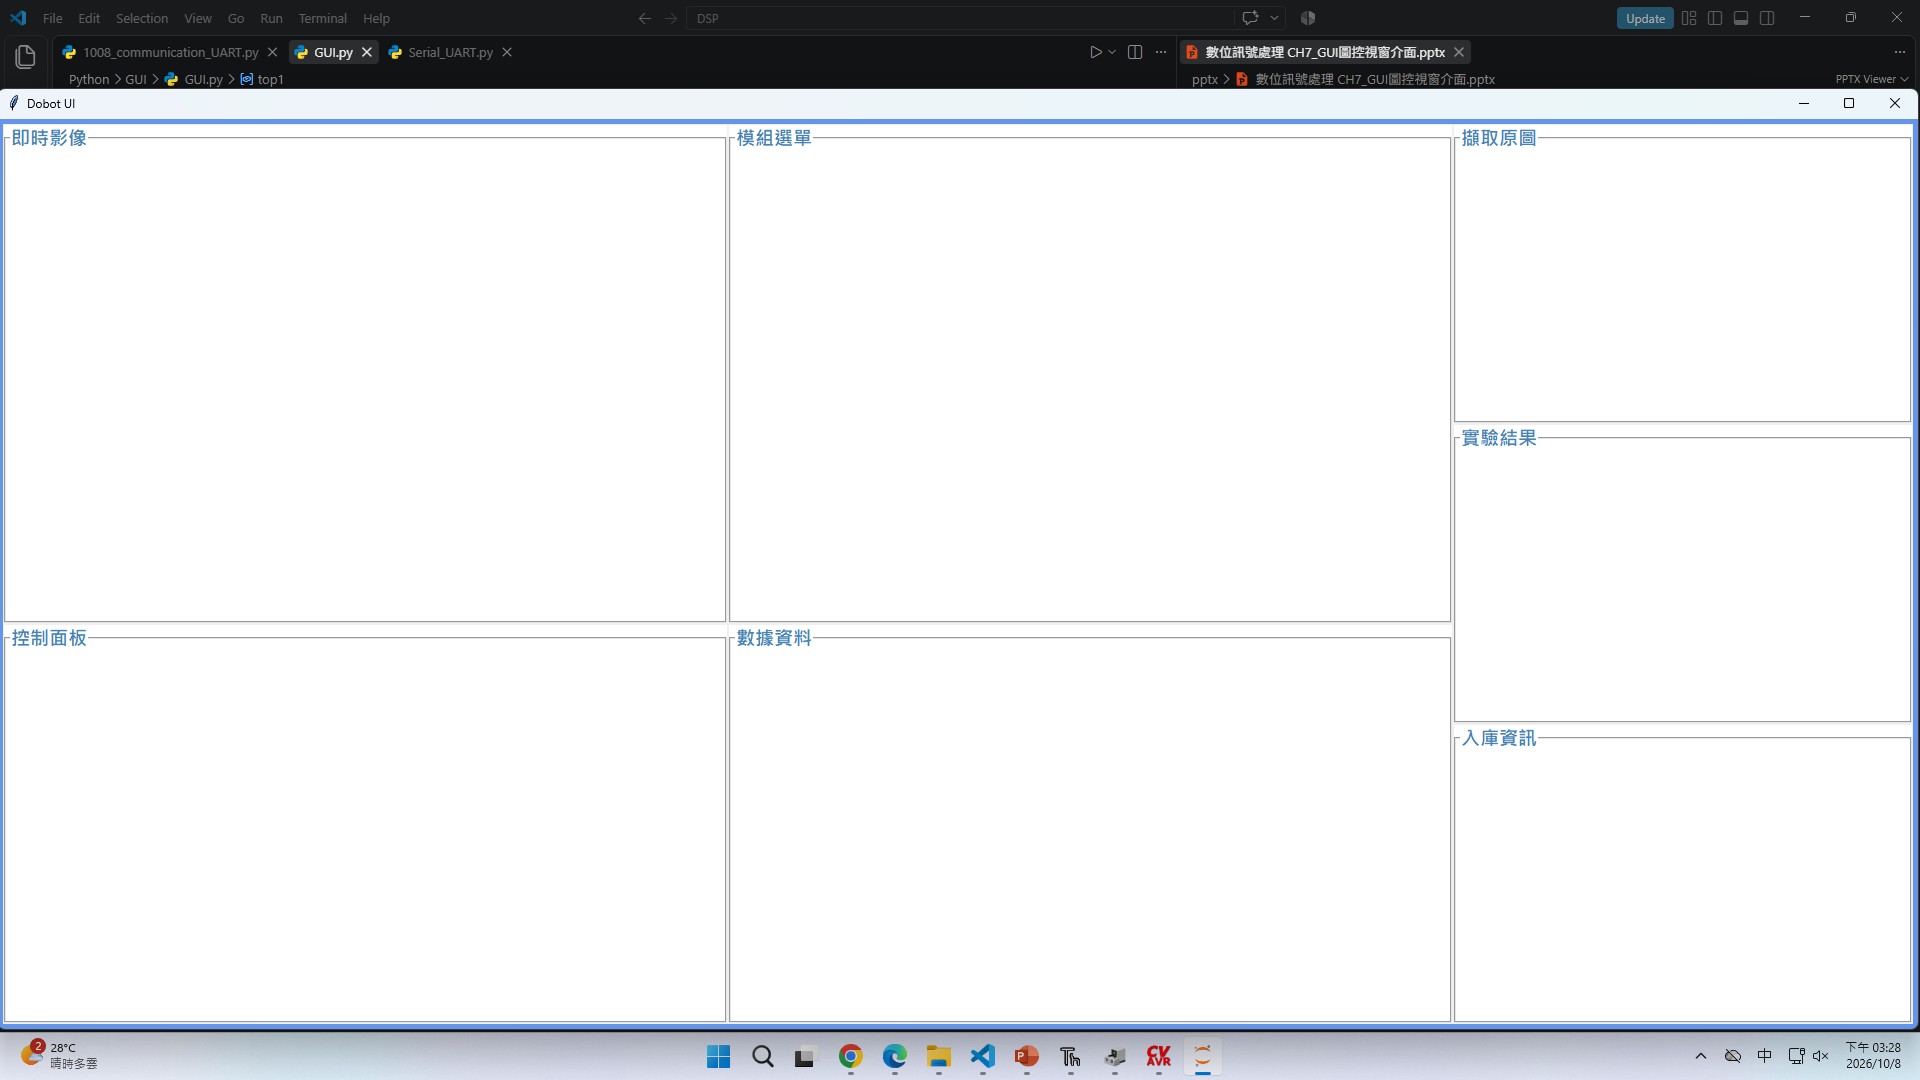 File Edit Selection View Go Run Terminal Help
DSP
Update
1008_communication_UART.py
GUI.py
Serial_UART.py
數位訊號處理 CH7_GUI圖控視窗介面.pptx
Python > GUI > GUI.py > top1
pptx > 數位訊號處理 CH7_GUI圖控視窗介面.pptx
PPTX Viewer
Dobot UI
即時影像
模組選單
擷取原圖
實驗結果
控制面板
數據資料
入庫資訊
2
28°C
晴時多雲
P
Th
CV
AVR
中
下午 03:28
2026/10/8